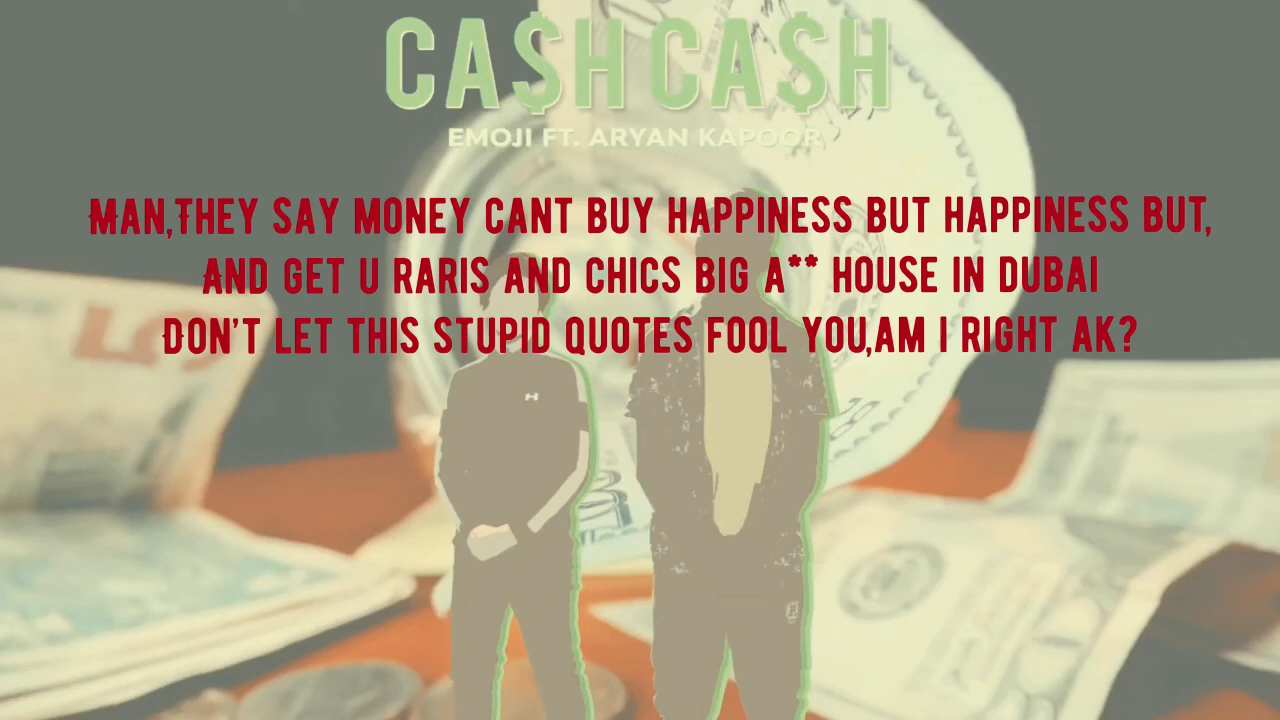 CA$H CA$H
EMOJI FT. ARYAN KAPOOR
MAN,THEY SAY MONEY CANT BUY HAPPINESS BUT HAPPINESS BUT,
AND GET U RARIS AND CHICS BIG A** HOUSE IN DUBAI
DON'T LET THIS STUPID QUOTES FOOL YOU,AM I RIGHT AK?